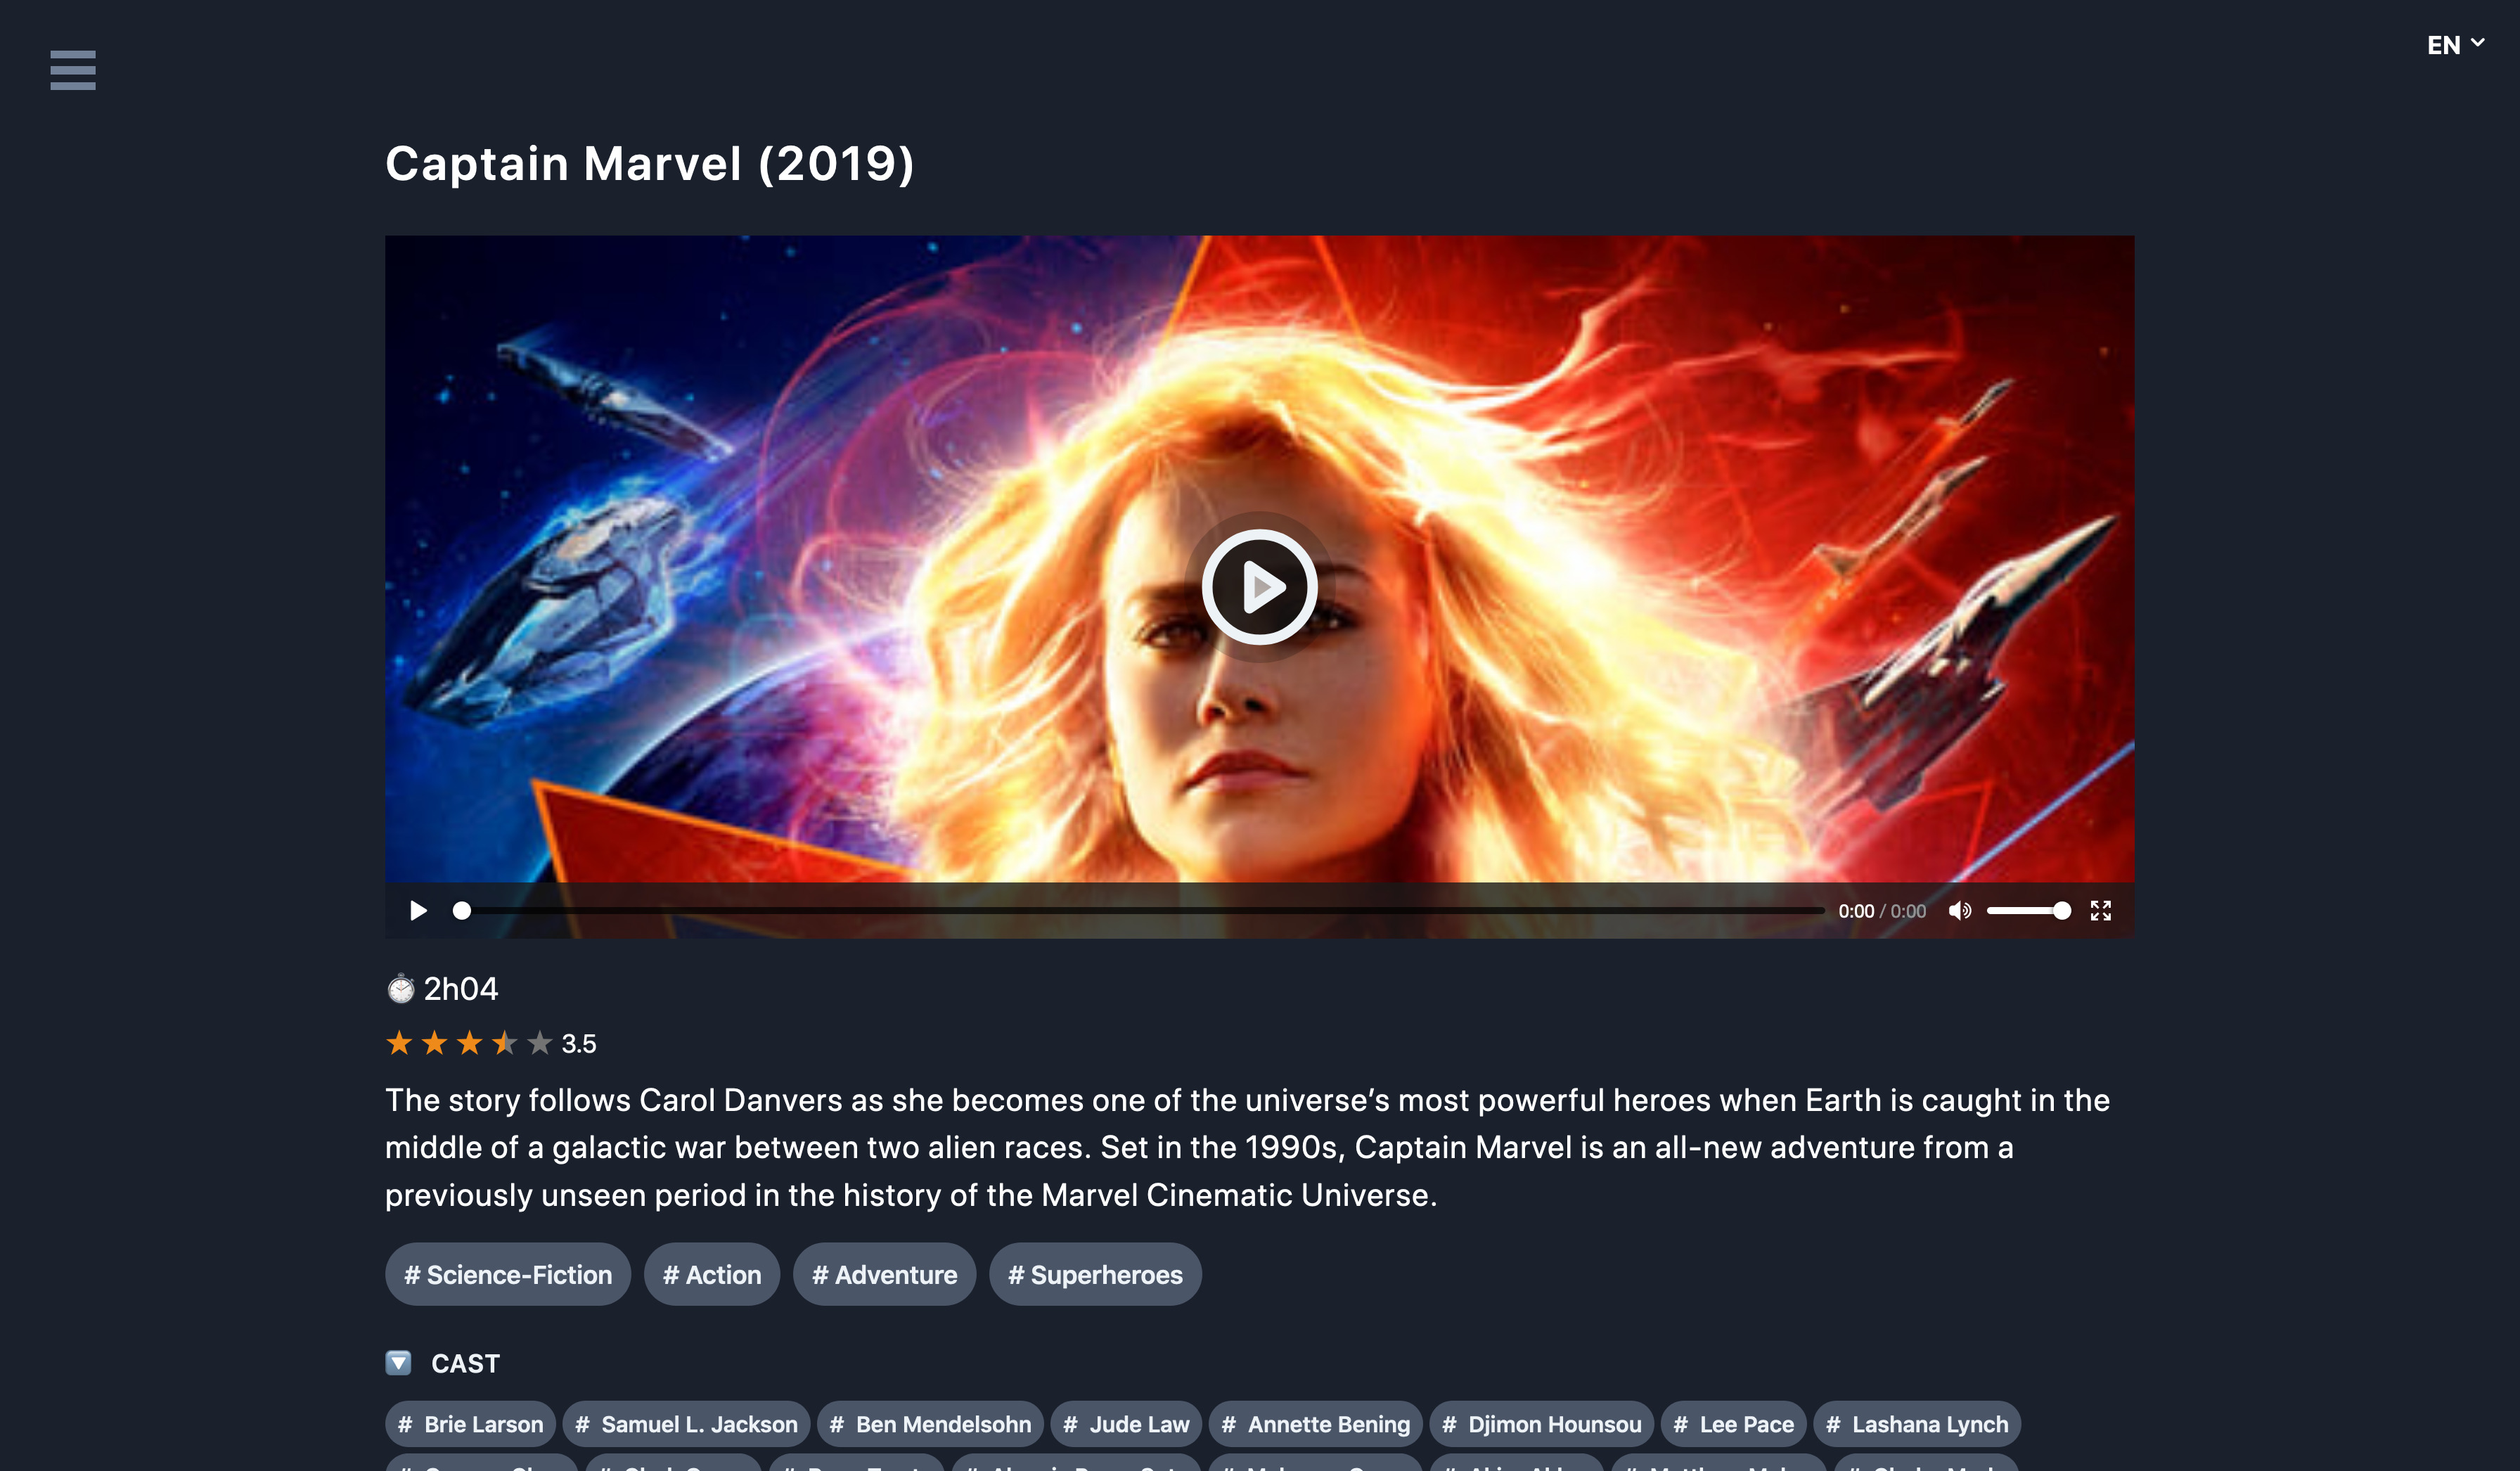 EN
Captain Marvel (2019)
0:00 / 0:00
2h04
3.5
The story follows Carol Danvers as she becomes one of the universe’s most powerful heroes when Earth is caught in the
middle of a galactic war between two alien races. Set in the 1990s, Captain Marvel is an all-new adventure from a
previously unseen period in the history of the Marvel Cinematic Universe.
# Science-Fiction # Action # Adventure # Superheroes
CAST
# Brie Larson # Samuel L. Jackson # Ben Mendelsohn # Jude Law # Annette Bening # Djimon Hounsou # Lee Pace # Lashana Lynch